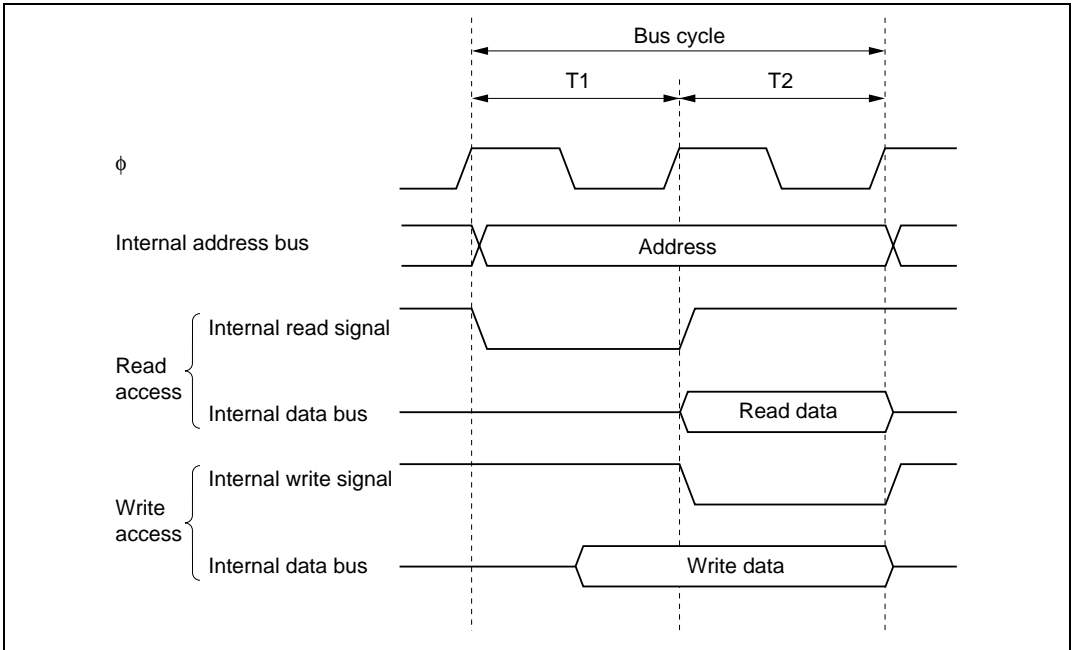 Bus cycle
T1
T2
ϕ
Internal address bus
Address
Internal read signal
Read
access
Internal data bus
Read data
Internal write signal
Write
access
Internal data bus
Write data